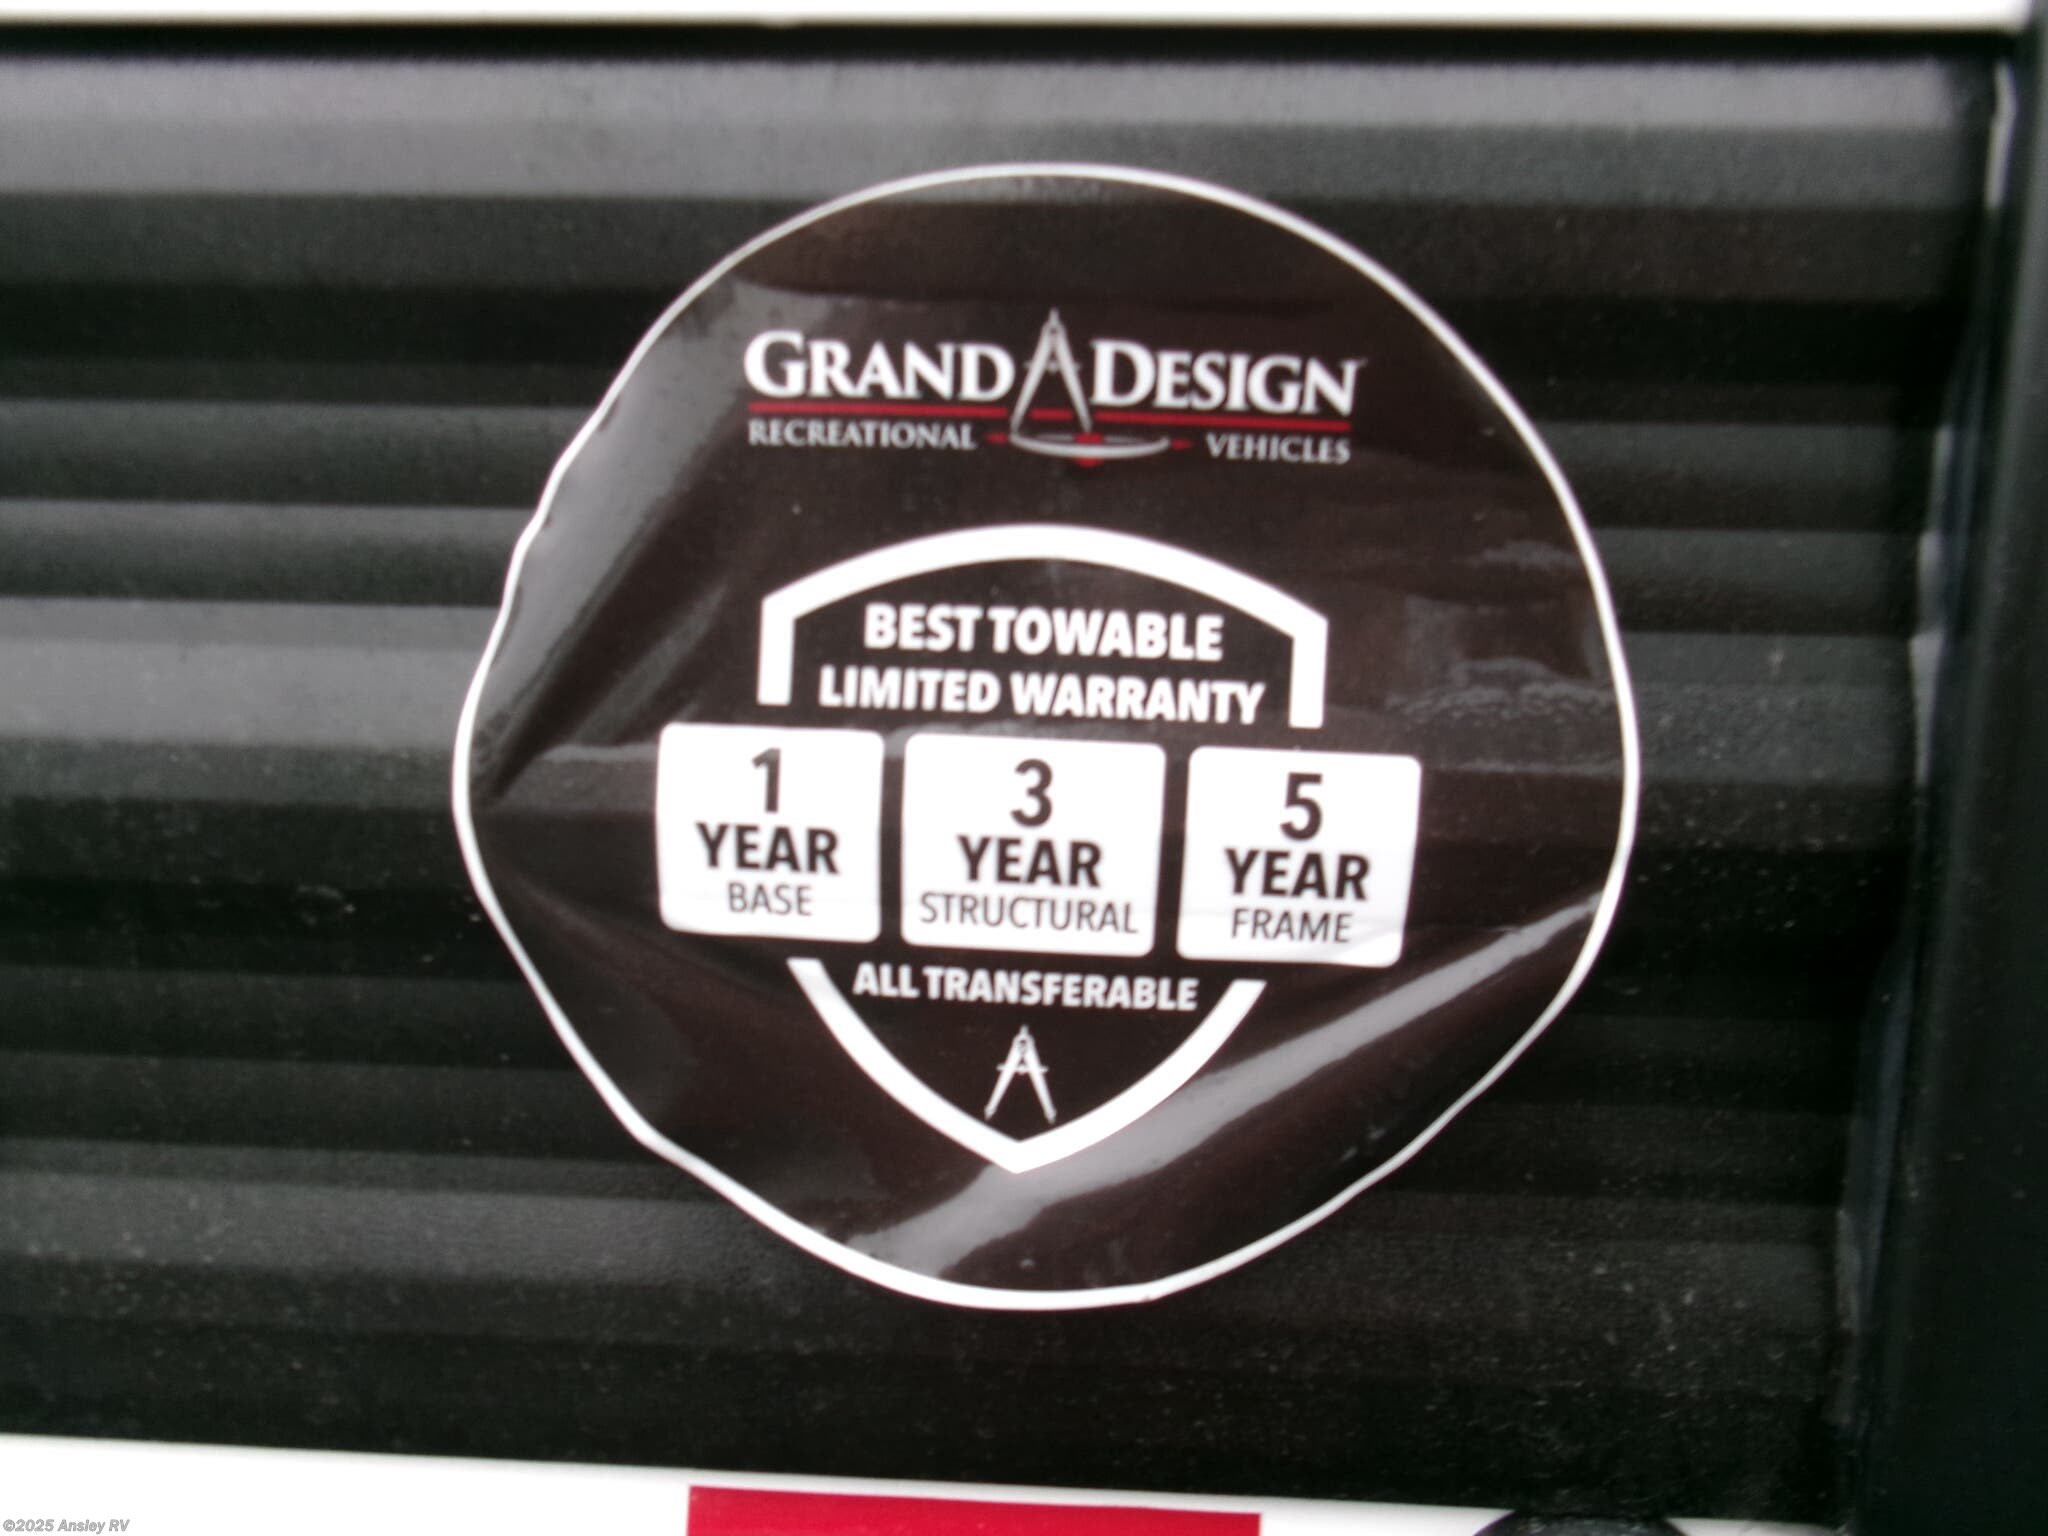 GRAND DESIGN
RECREATIONAL VEHICLES
BEST TOWABLE
LIMITED WARRANTY
1
YEAR
BASE
3
YEAR
STRUCTURAL
5
YEAR
FRAME
ALL TRANSFERABLE
©2025 Ansley RV